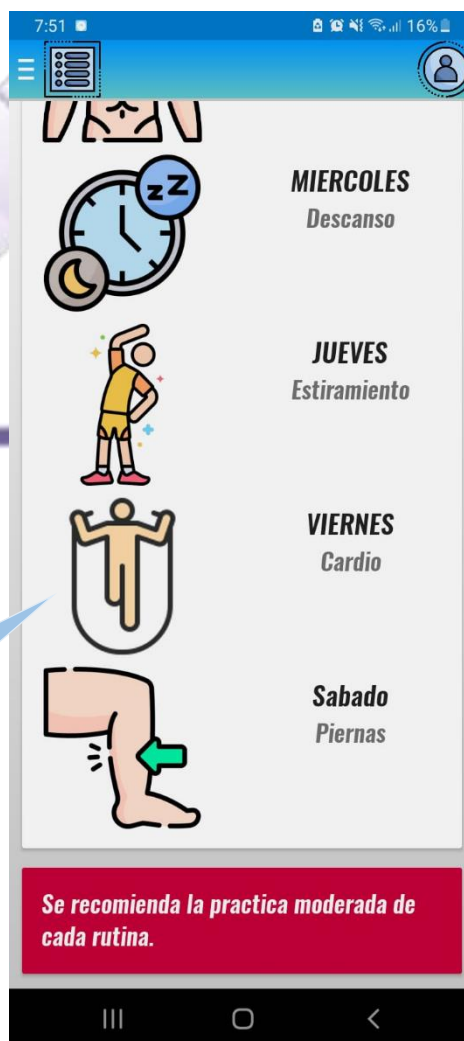 7:51
16%
zZ
MIERCOLES
Descanso
JUEVES
Estiramiento
VIERNES
Cardio
Sabado
Piernas
Se recomienda la practica moderada de
cada rutina.